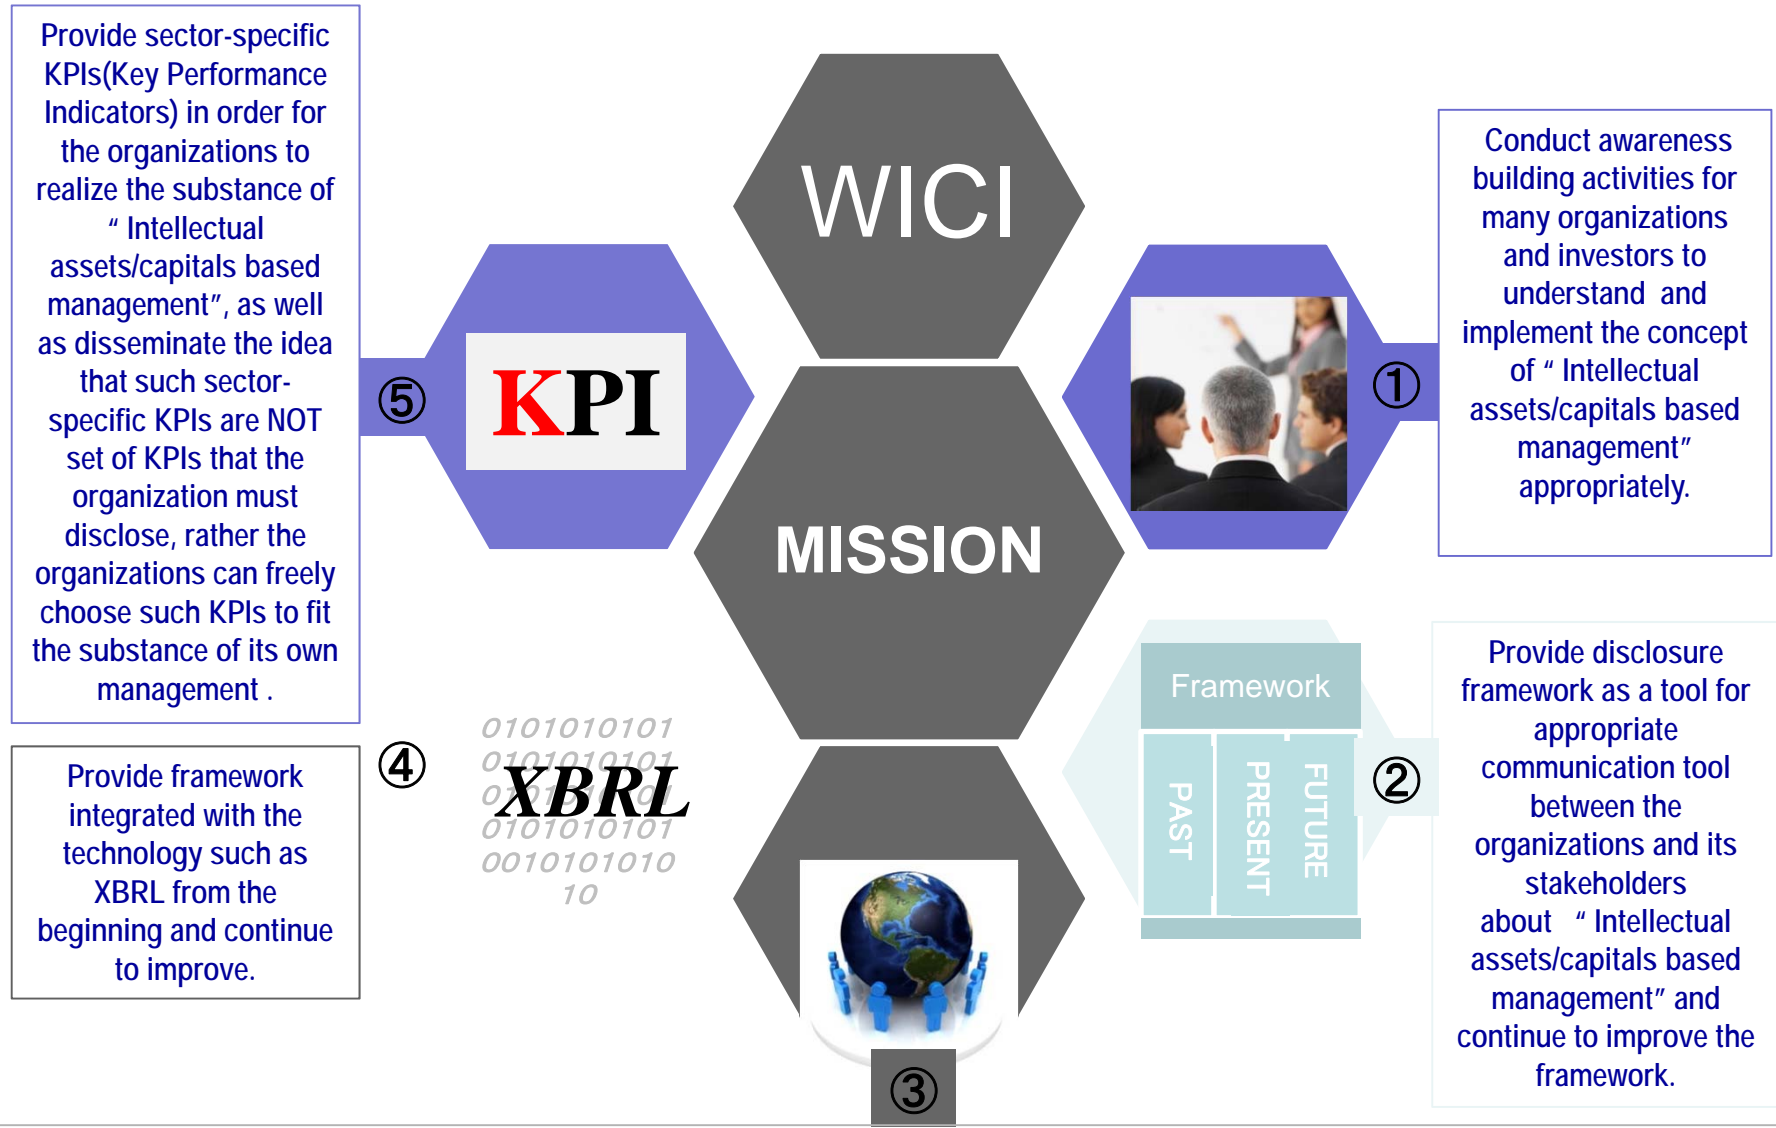 Provide sector-specific
KPIs(Key Performance
Indicators) in order for
the organizations to
realize the substance of
“ Intellectual
assets/capitals based
management”, as well
as disseminate the idea
that such sector-
specific KPIs are NOT
set of KPIs that the
organization must
disclose, rather the
organizations can freely
choose such KPIs to fit
the substance of its own
management .
⑤
KPI
WICI
MISSION
①
Conduct awareness
building activities for
many organizations
and investors to
understand and
implement the concept
of “ Intellectual
assets/capitals based
management”
appropriately.
Framework
PAST
PRESENT
FUTURE
②
Provide disclosure
framework as a tool for
appropriate
communication tool
between the
organizations and its
stakeholders
about “ Intellectual
assets/capitals based
management” and
continue to improve the
framework.
③
④
0101010101
0101010101
XBRL
0101010101
0010101010
10
Provide framework
integrated with the
technology such as
XBRL from the
beginning and continue
to improve.